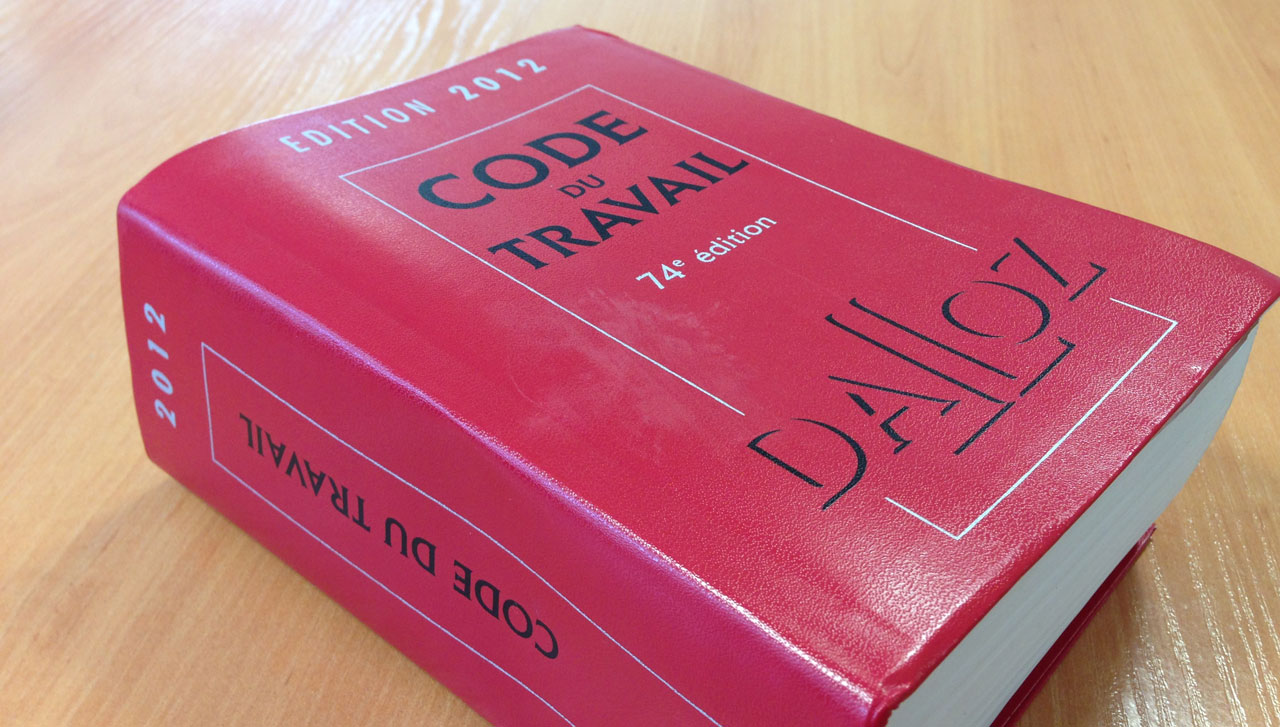 EDITION 2012
CODE
DU
TRAVAIL
74e édition
DALLOZ
2012
CODE DU TRAVAIL